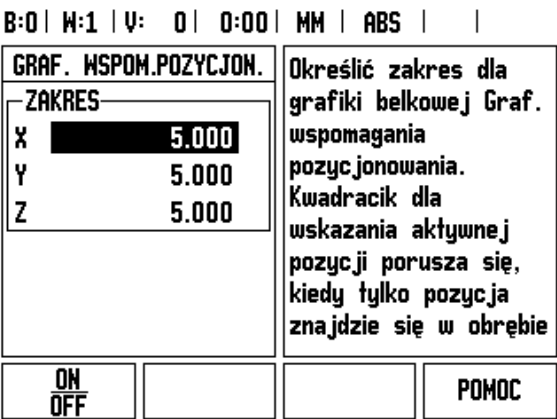 B:0 | W:1 | V: 0 | 0:00 | MM | ABS | |
GRAF. WSPOM.POZYCJON.
ZAKRES
X 5.000
Y 5.000
Z 5.000
Określić zakres dla
grafiki belkowej Graf.
wspomagania
pozycjonowania.
Kwadracik dla
wskazania aktywnej
pozycji porusza się,
kiedy tylko pozycja
znajdzie się w obrębie
ON
OFF
POMOC